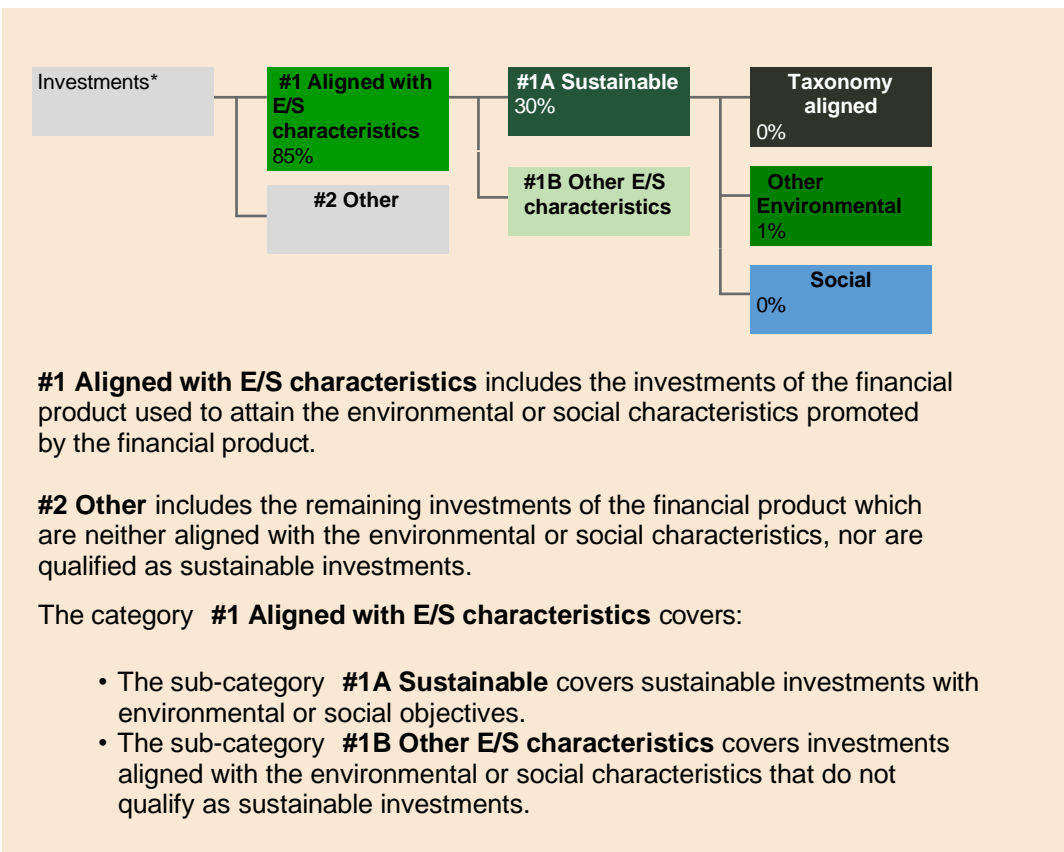 Investments*
#1 Aligned with
E/S
characteristics
85%
#2 Other
#1A Sustainable
30%
#1B Other E/S
characteristics
Taxonomy
aligned
0%
Other
Environmental
1%
Social
0%
#1 Aligned with E/S characteristics includes the investments of the financial
product used to attain the environmental or social characteristics promoted
by the financial product.
#2 Other includes the remaining investments of the financial product which
are neither aligned with the environmental or social characteristics, nor are
qualified as sustainable investments.
The category #1 Aligned with E/S characteristics covers:
• The sub-category #1A Sustainable covers sustainable investments with
environmental or social objectives.
• The sub-category #1B Other E/S characteristics covers investments
aligned with the environmental or social characteristics that do not
qualify as sustainable investments.